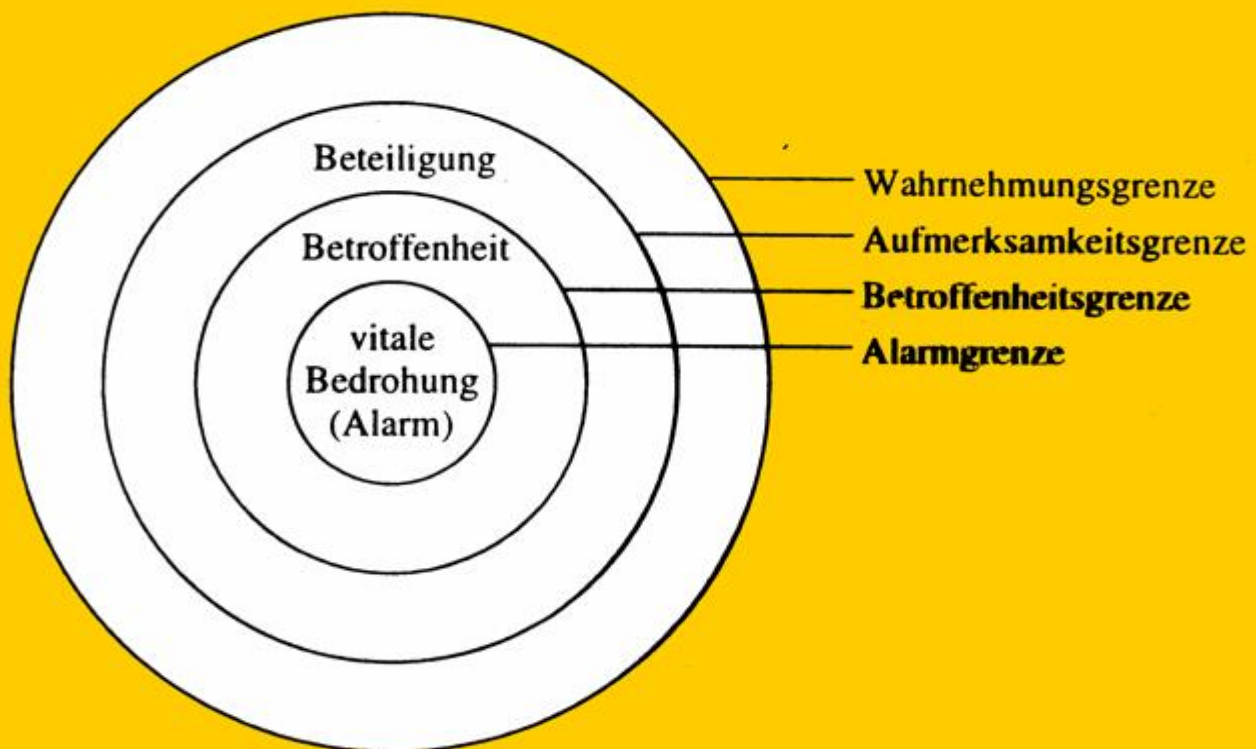 Beteiligung
Betroffenheit
vitale
Bedrohung
(Alarm)
Wahrnehmungsgrenze
Aufmerksamkeitsgrenze
Betroffenheitsgrenze
Alarmgrenze